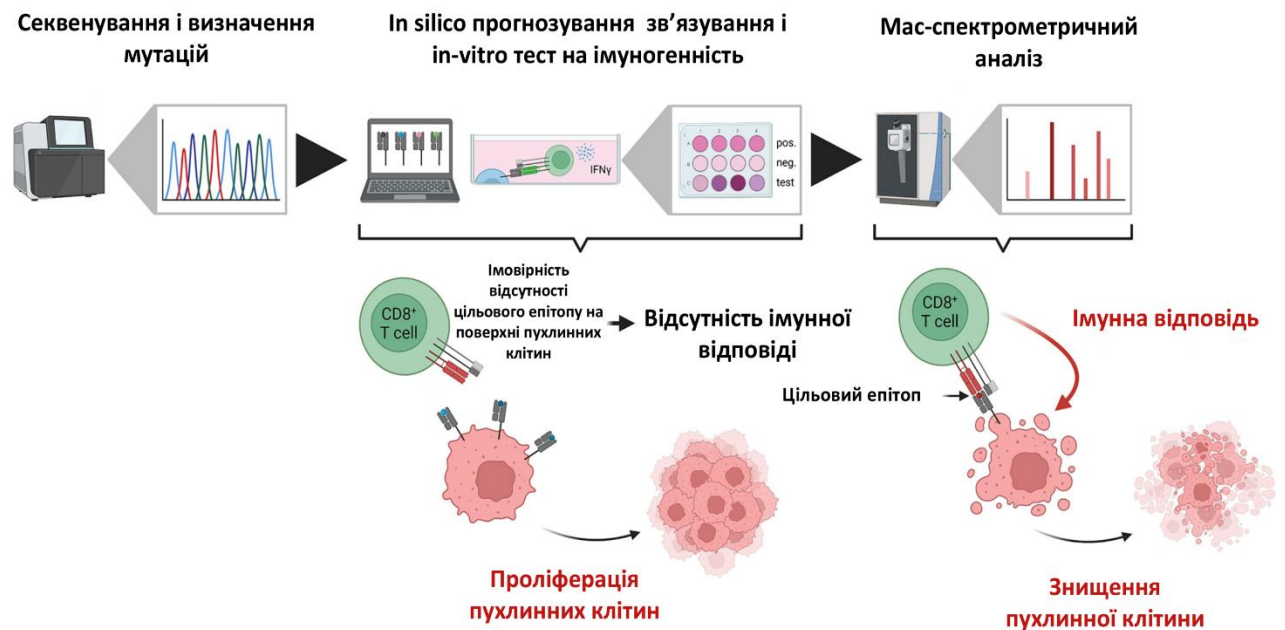 Секвенування і визначення
мутацій
In silico прогнозування зв’язування і
in-vitro тест на імуногенність
Мас-спектрометричний
аналіз
IFNγ
1 2 3 4
A
B
C
pos.
neg.
test
CD8+
T cell
Імовірність
відсутності
цільового епітопу на
поверхні пухлинних
клітин
Відсутність імунної
відповіді
CD8+
T cell
Імунна відповідь
Цільовий епітоп
Проліферація
пухлинних клітин
Знищення
пухлинної клітини